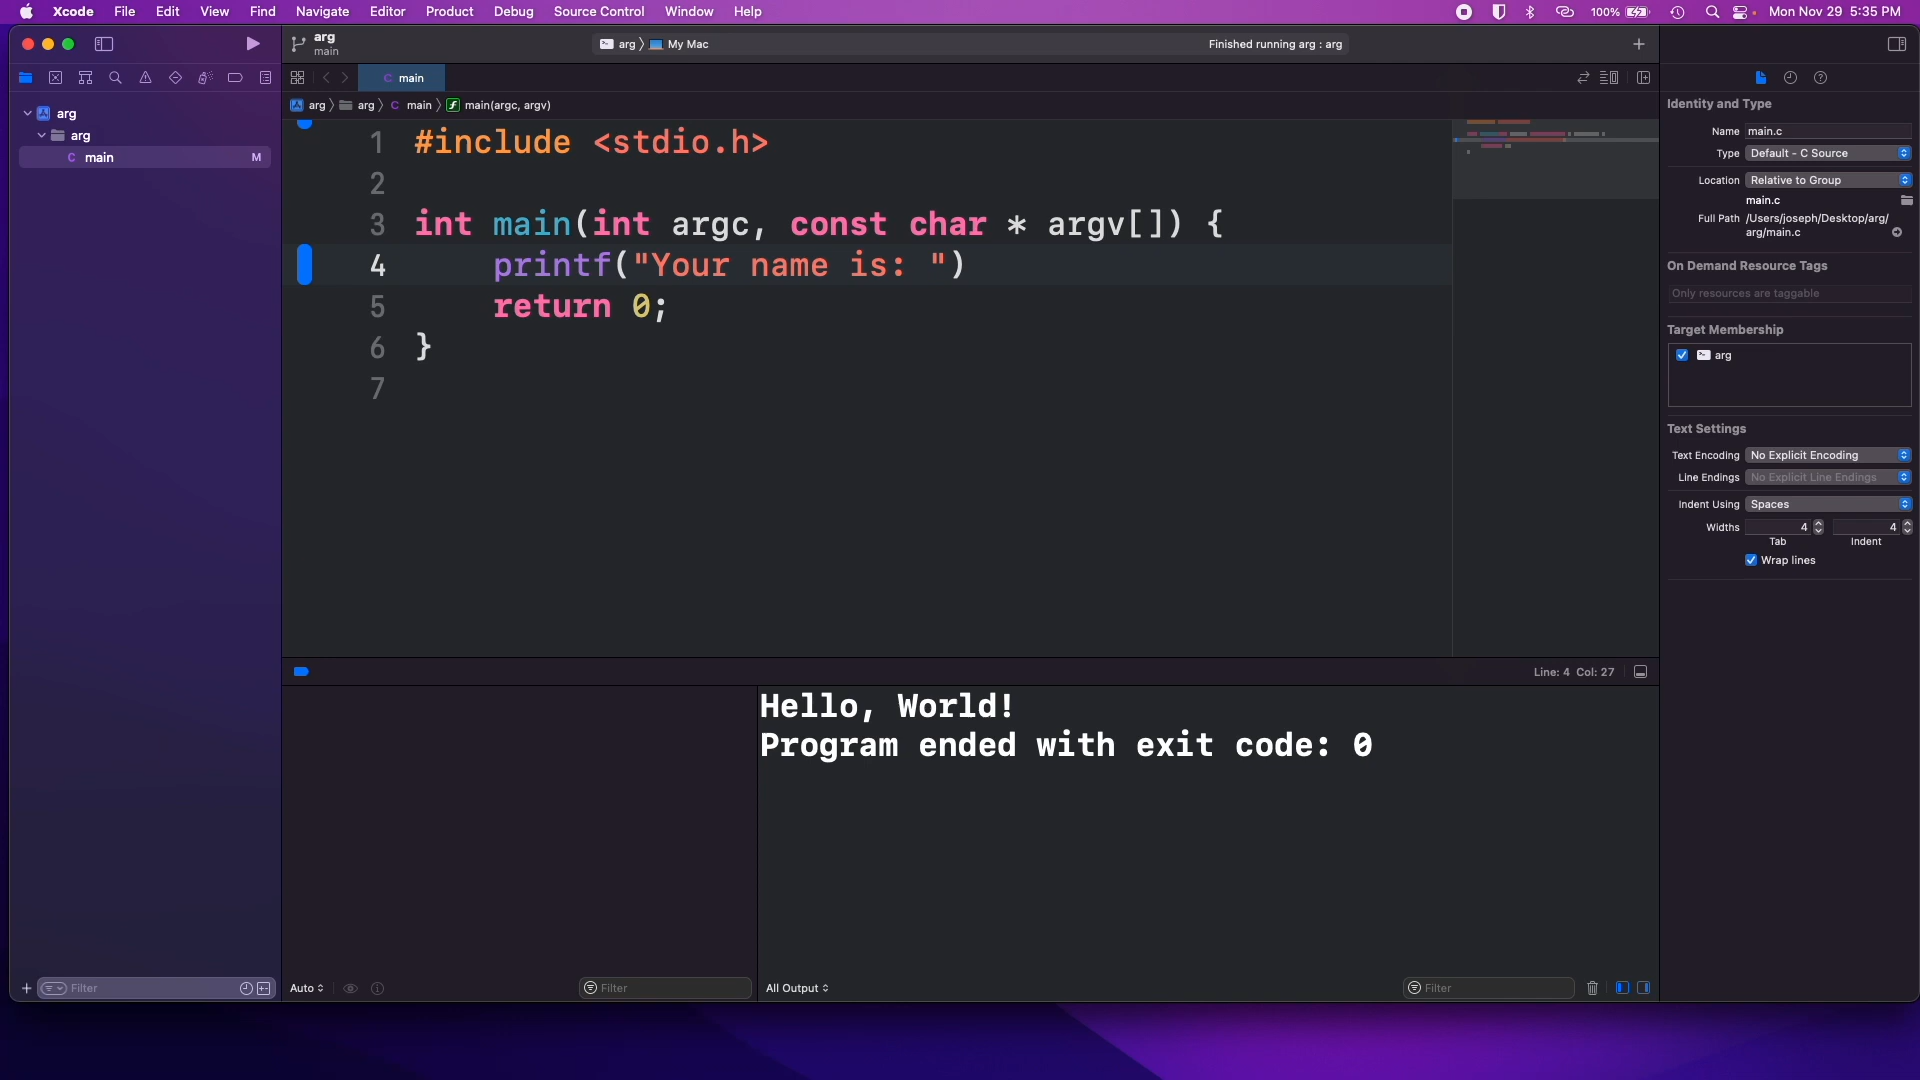 Xcode File Edit View Find Navigate Editor Product Debug Source Control Window Help 100% Mon Nov 29 5:35 PM
arg
main
arg 〉 My Mac
Finished running arg : arg
main
arg 〉 arg 〉 C main 〉 f main(argc, argv)
arg
arg
C main M
1 #include <stdio.h>
2
3 int main(int argc, const char * argv[]) {
4     printf("Your name is: ")
5     return 0;
6 }
7
Line: 4 Col: 27
Hello, World!
Program ended with exit code: 0
Filter
Auto
Filter
All Output
Filter
Identity and Type
Name main.c
Type Default - C Source
Location Relative to Group
main.c
Full Path /Users/joseph/Desktop/arg/
arg/main.c
On Demand Resource Tags
Only resources are taggable
Target Membership
arg
Text Settings
Text Encoding No Explicit Encoding
Line Endings No Explicit Line Endings
Indent Using Spaces
Widths 4 4
Tab Indent
Wrap lines